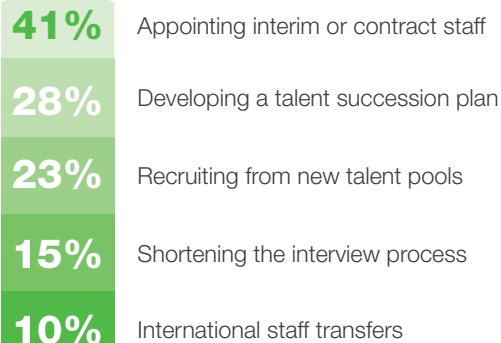 41% Appointing interim or contract staff
28% Developing a talent succession plan
23% Recruiting from new talent pools
15% Shortening the interview process
10% International staff transfers